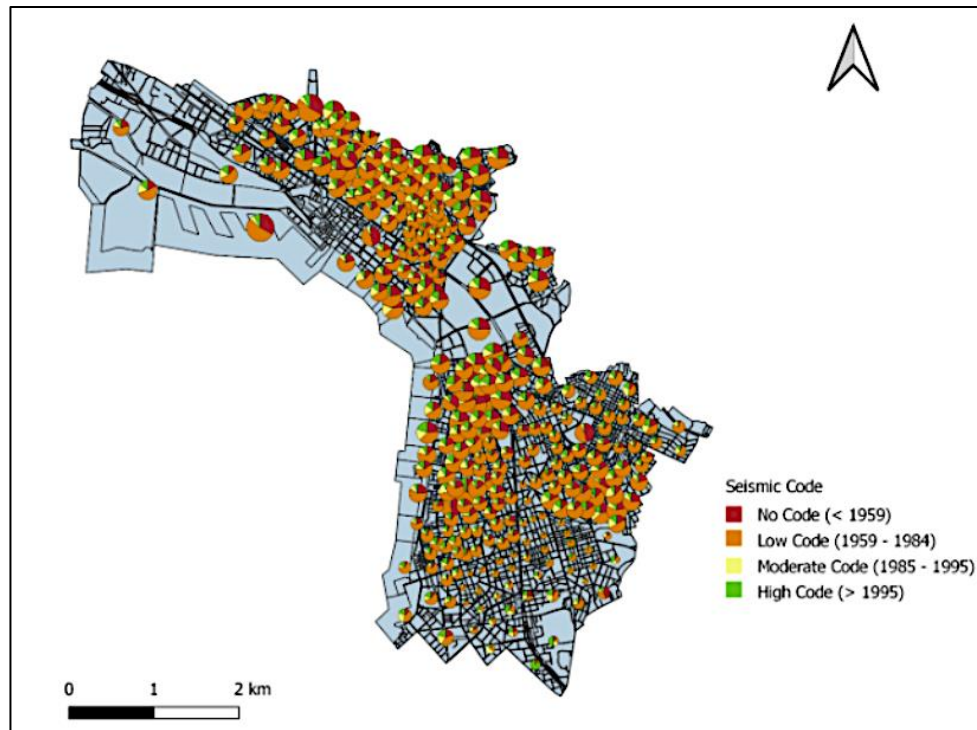 Seismic Code
No Code (< 1959)
Low Code (1959 - 1984)
Moderate Code (1985 - 1995)
High Code (> 1995)
0 1 2 km